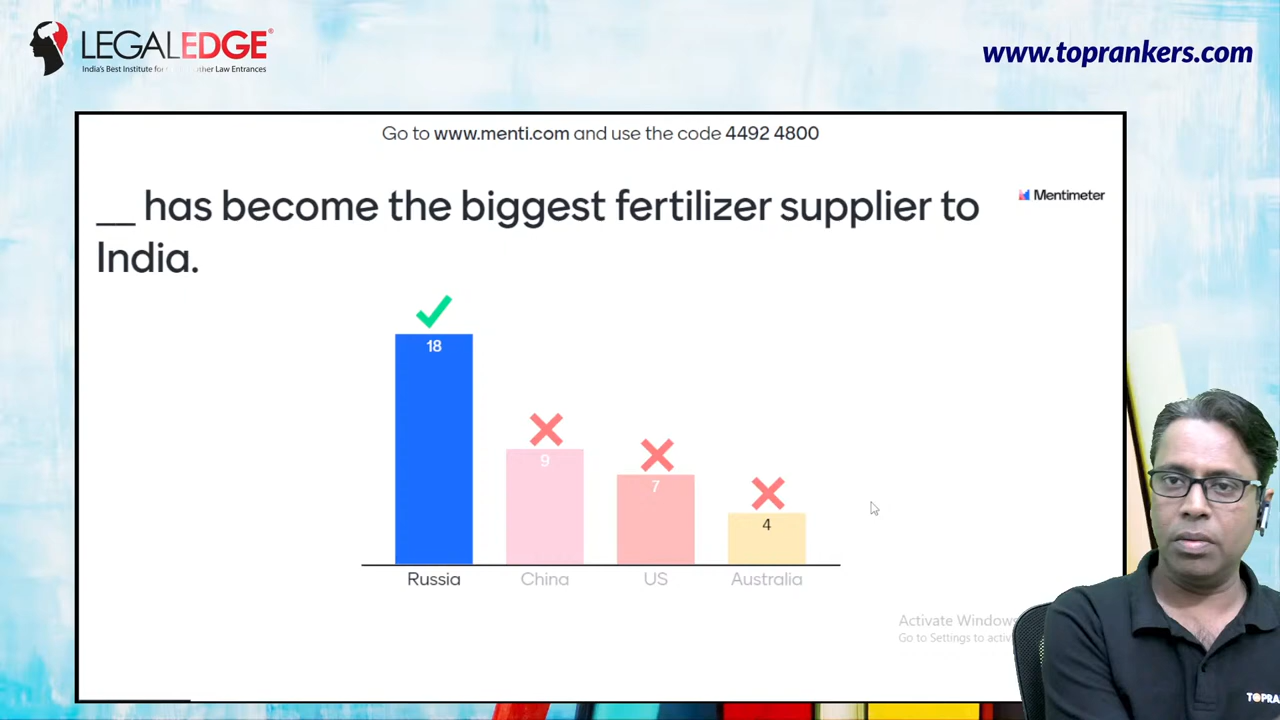 LEGALEDGE
India's Best Institute for ther Law Entrances
www.toprankers.com
Go to www.menti.com and use the code 4492 4800
__ has become the biggest fertilizer supplier to
India.
Mentimeter
18
9
7
4
Russia
China
US
Australia
Activate Windows
Go to Settings to activ
TOPRA